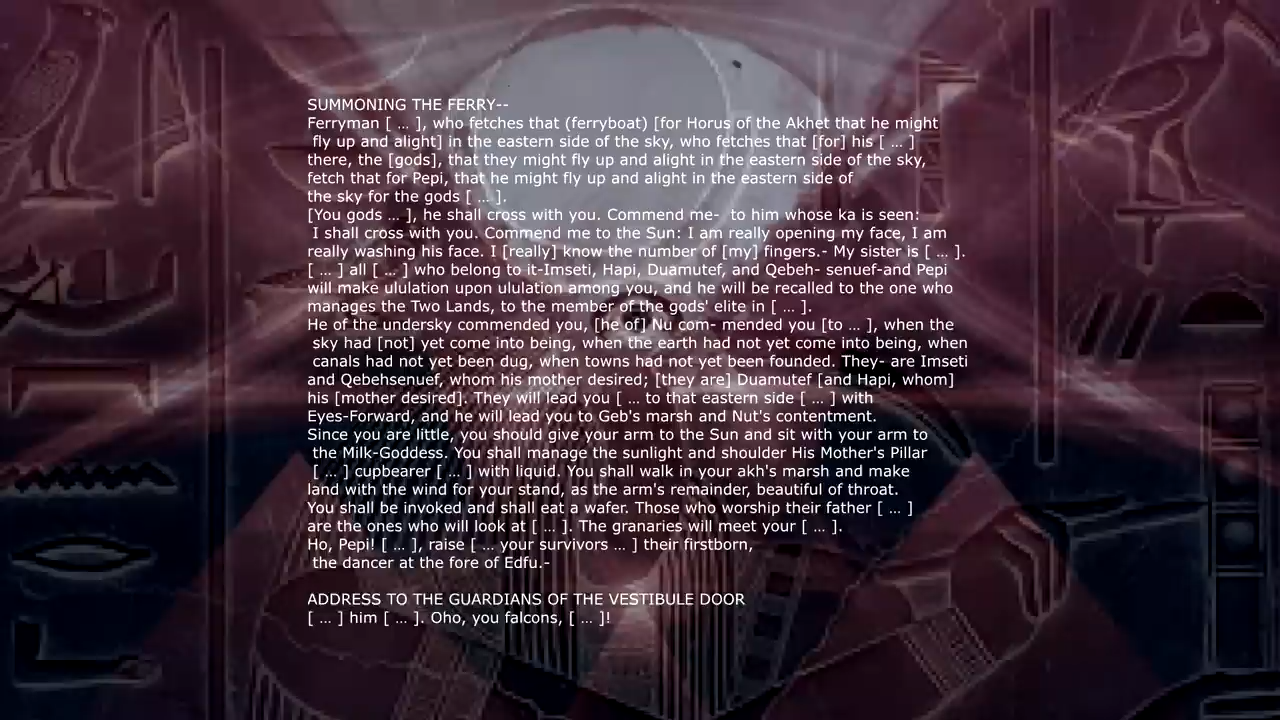 SUMMONING THE FERRY--
Ferryman [ ... ], who fetches that (ferryboat) [for Horus of the Akhet that he might
fly up and alight] in the eastern side of the sky, who fetches that [for] his [ ... ]
there, the [gods], that they might fly up and alight in the eastern side of the sky,
fetch that for Pepi, that he might fly up and alight in the eastern side of
the sky for the gods [ ... ].
[You gods ... ], he shall cross with you. Commend me-  to him whose ka is seen:
I shall cross with you. Commend me to the Sun: I am really opening my face, I am
really washing his face. I [really] know the number of [my] fingers.- My sister is [ ... ].
[ ... ] all [ ... ] who belong to it-Imseti, Hapi, Duamutef, and Qebeh- senuef-and Pepi
will make ululation upon ululation among you, and he will be recalled to the one who
manages the Two Lands, to the member of the gods' elite in [ ... ].
He of the undersky commended you, [he of] Nu com- mended you [to ... ], when the
sky had [not] yet come into being, when the earth had not yet come into being, when
canals had not yet been dug, when towns had not yet been founded. They- are Imseti
and Qebehsenuef, whom his mother desired; [they are] Duamutef [and Hapi, whom]
his [mother desired]. They will lead you [ ... to that eastern side [ ... ] with
Eyes-Forward, and he will lead you to Geb's marsh and Nut's contentment.
Since you are little, you should give your arm to the Sun and sit with your arm to
the Milk-Goddess. You shall manage the sunlight and shoulder His Mother's Pillar
[ ... ] cupbearer [ ... ] with liquid. You shall walk in your akh's marsh and make
land with the wind for your stand, as the arm's remainder, beautiful of throat.
You shall be invoked and shall eat a wafer. Those who worship their father [ ... ]
are the ones who will look at [ ... ]. The granaries will meet your [ ... ].
Ho, Pepi! [ ... ], raise [ ... your survivors ... ] their firstborn,
the dancer at the fore of Edfu.-

ADDRESS TO THE GUARDIANS OF THE VESTIBULE DOOR
[ ... ] him [ ... ]. Oho, you falcons, [ ... ]!